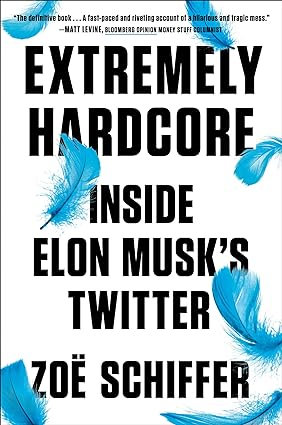 "The definitive book . . . A fast-paced and riveting account of a hilarious and tragic mess."
—MATT LEVINE, BLOOMBERG OPINION MONEY STUFF COLUMNIST
EXTREMELY
HARDCORE
INSIDE
ELON MUSK'S
TWITTER
ZOË SCHIFFER